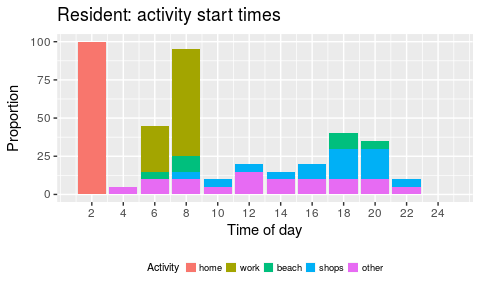 Resident: activity start times
100
75
50
25
0
Proportion
2 4 6 8 10 12 14 16 18 20 22 24
Time of day
Activity home work beach shops other